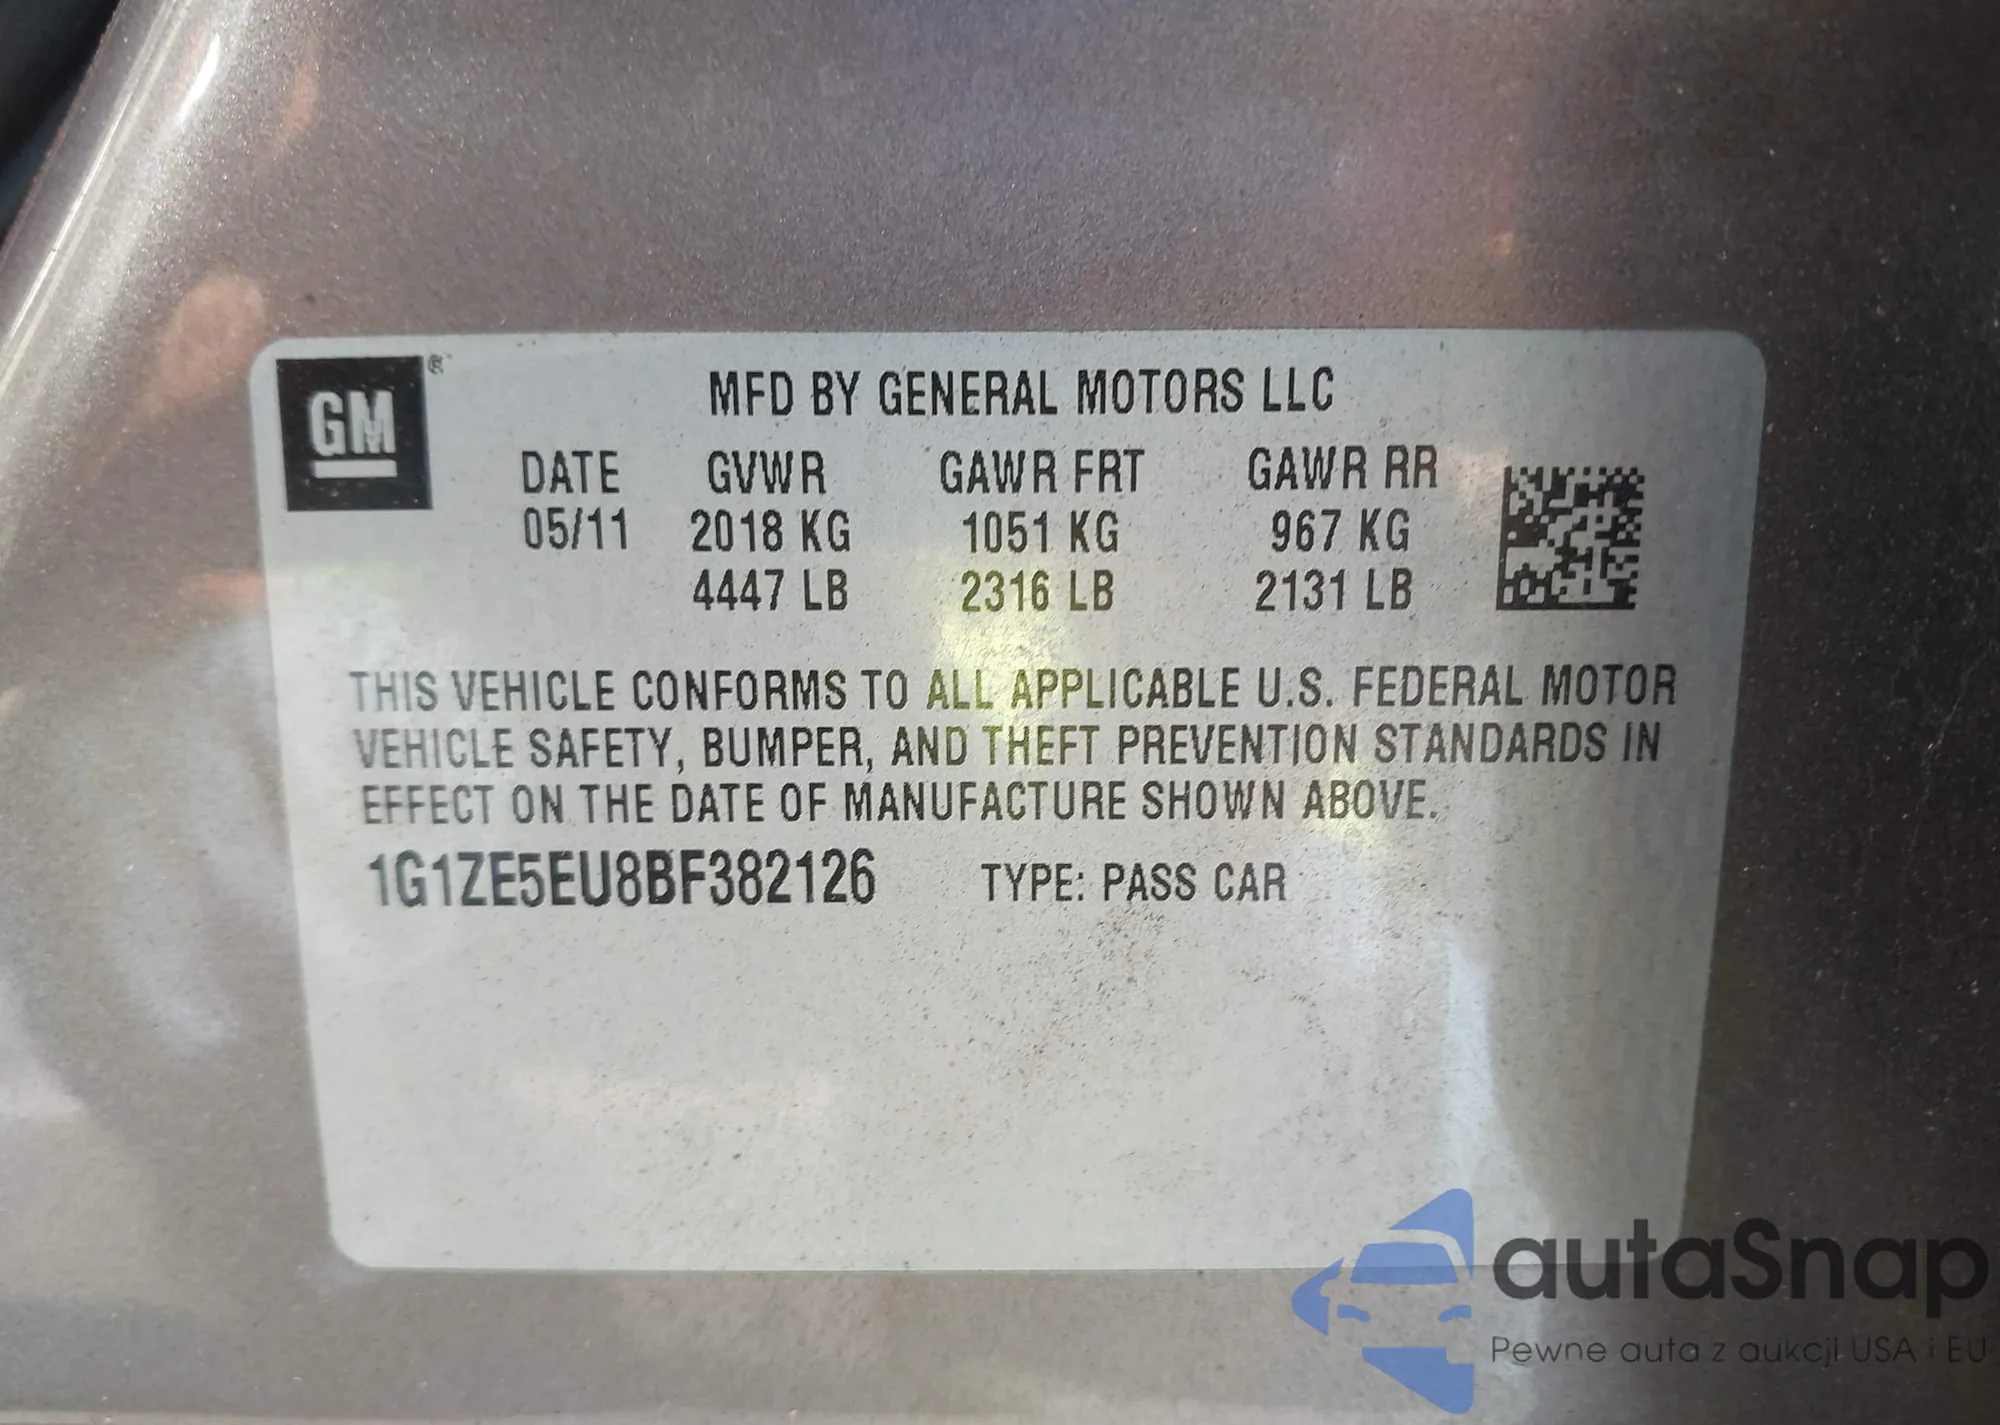 GM ®
MFD BY GENERAL MOTORS LLC
DATE GVWR GAWR FRT GAWR RR
05/11 2018 KG 1051 KG 967 KG
4447 LB 2316 LB 2131 LB
THIS VEHICLE CONFORMS TO ALL APPLICABLE U.S. FEDERAL MOTOR
VEHICLE SAFETY, BUMPER, AND THEFT PREVENTION STANDARDS IN
EFFECT ON THE DATE OF MANUFACTURE SHOWN ABOVE.
1G1ZE5EU8BF382126 TYPE: PASS CAR
autaSnap
Pewne auta z aukcji USA i EU